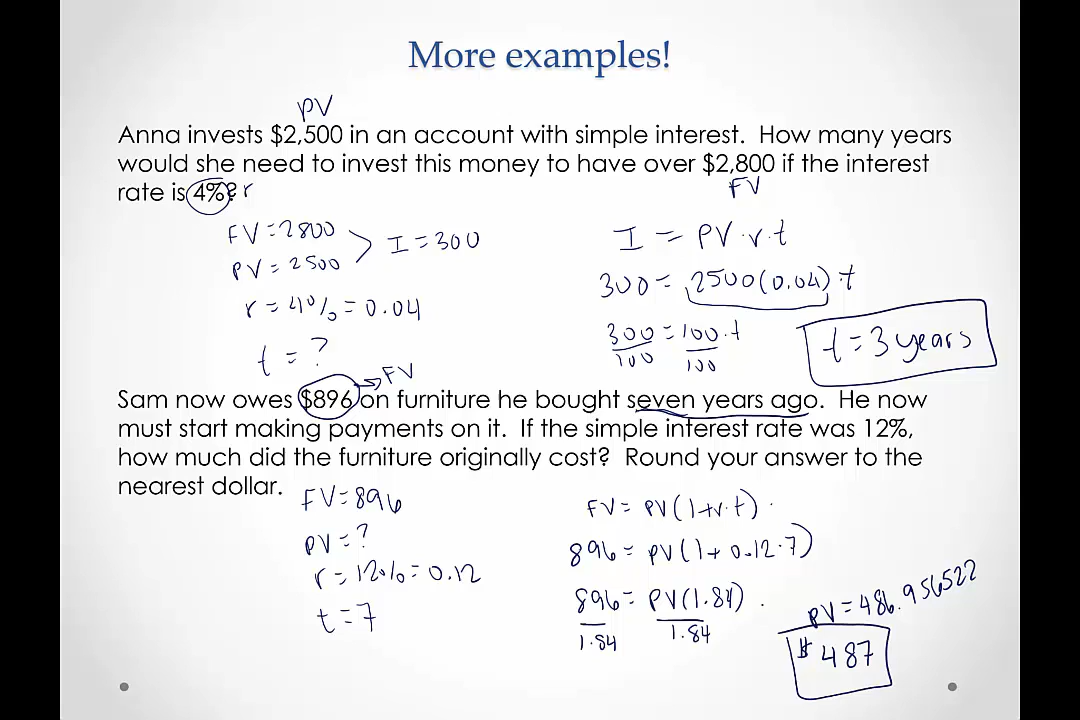 More examples!
PV
Anna invests $2,500 in an account with simple interest. How many years
would she need to invest this money to have over $2,800 if the interest
rate is 4%? r
FV
FV = 2800
PV = 2500
I = 300
r = 4% = 0.04
t = ?
I = PV · r · t
300 = 2500(0.04) · t
300 = 100 · t
100 100
t = 3 years
FV
Sam now owes $896 on furniture he bought seven years ago. He now
must start making payments on it. If the simple interest rate was 12%,
how much did the furniture originally cost? Round your answer to the
nearest dollar.
FV = 896
PV = ?
r = 12% = 0.12
t = 7
FV = PV(1+r·t)
896 = PV(1+0.12·7)
896 = PV(1.84)
1.84 1.84
PV = 486.956522
$487